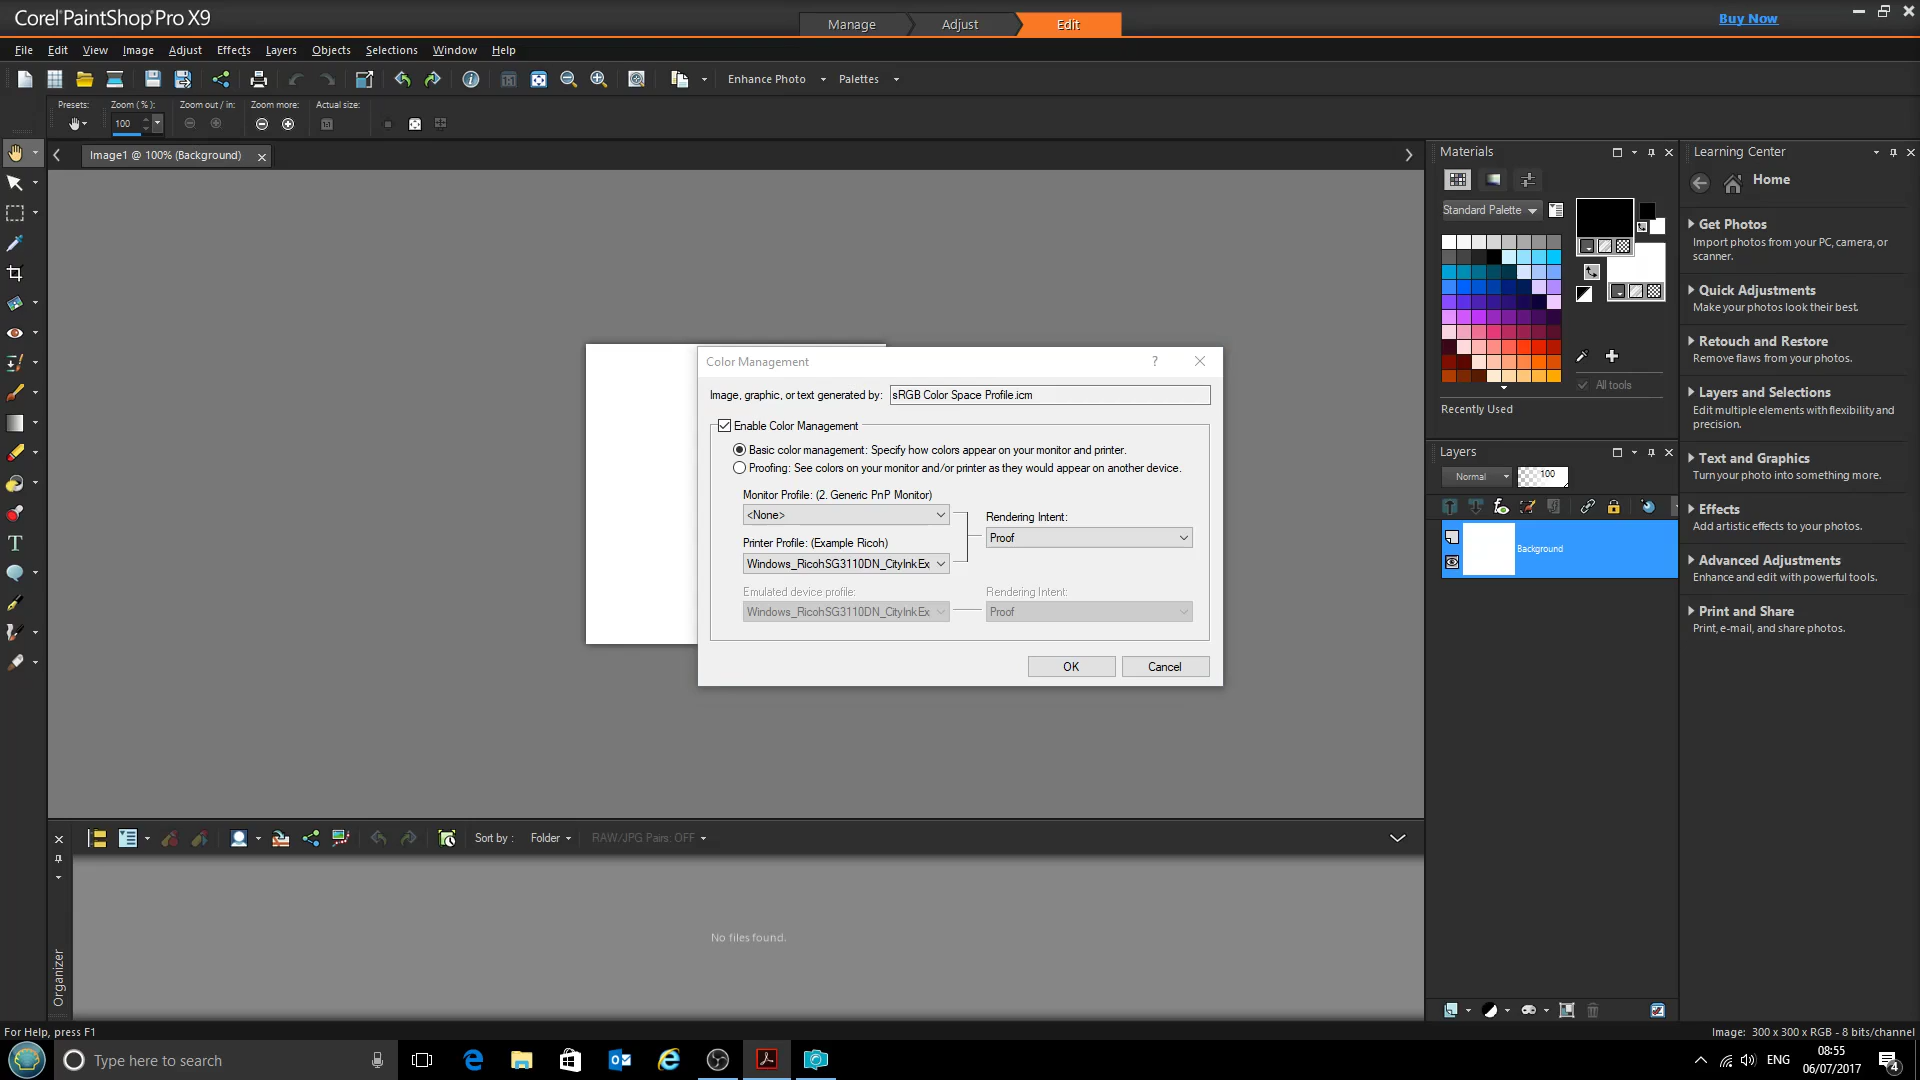 Corel PaintShop Pro X9
Manage
Adjust
Edit
Buy Now
File Edit View Image Adjust Effects Layers Objects Selections Window Help
Enhance Photo
Palettes
Presets:
Zoom (%):
Zoom out / in:
Zoom more:
Actual size:
100
Image1 @ 100% (Background)
Color Management
Image, graphic, or text generated by:
sRGB Color Space Profile.icm
Enable Color Management
Basic color management: Specify how colors appear on your monitor and printer.
Proofing: See colors on your monitor and/or printer as they would appear on another device.
Monitor Profile: (2. Generic PnP Monitor)
<None>
Rendering Intent:
Proof
Printer Profile: (Example Ricoh)
Windows_RicohSG3110DN_CityInkEx
Emulated device profile:
Windows_RicohSG3110DN_CityInkEx
Rendering Intent:
Proof
OK
Cancel
Materials
Standard Palette
All tools
Recently Used
Layers
Normal
100
Background
Learning Center
Home
Get Photos
Import photos from your PC, camera, or
scanner.
Quick Adjustments
Make your photos look their best.
Retouch and Restore
Remove flaws from your photos.
Layers and Selections
Edit multiple elements with flexibility and
precision.
Text and Graphics
Turn your photo into something more.
Effects
Add artistic effects to your photos.
Advanced Adjustments
Enhance and edit with powerful tools.
Print and Share
Print, e-mail, and share photos.
Sort by :
Folder
RAW/JPG Pairs: OFF
No files found.
Organizer
For Help, press F1
Image: 300 x 300 x RGB - 8 bits/channel
Type here to search
ENG
08:55
06/07/2017
4